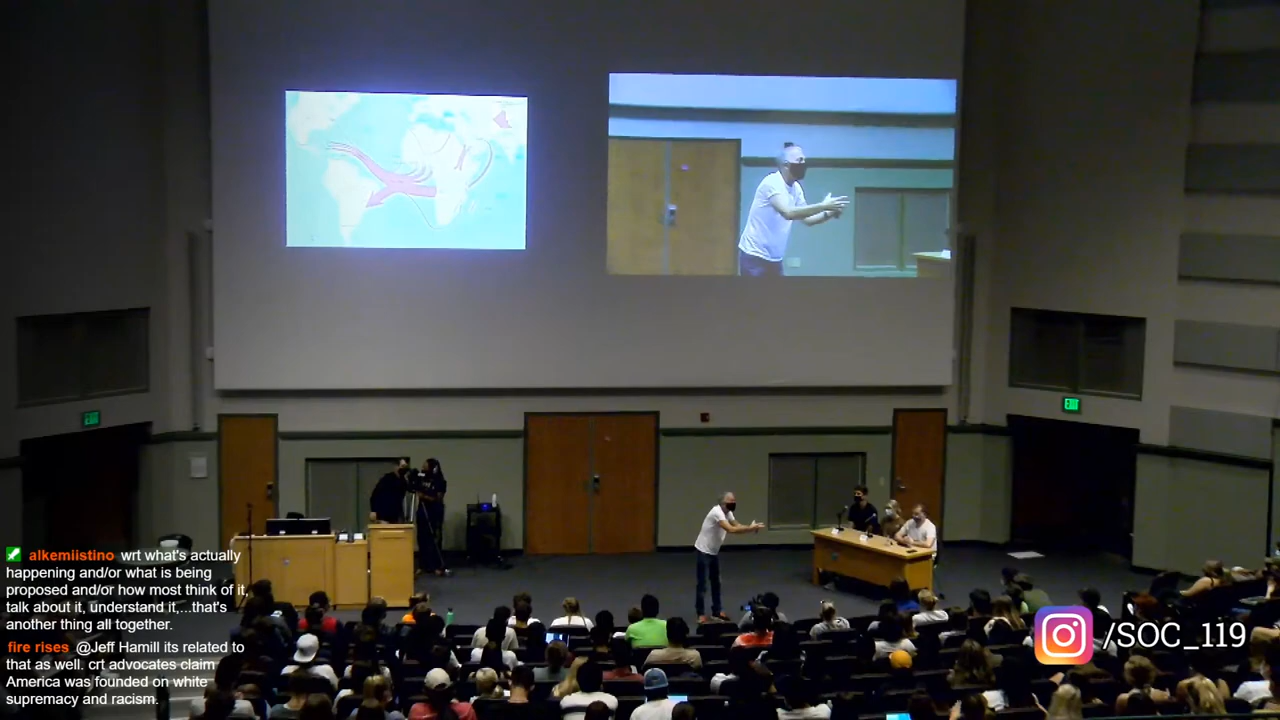 EXIT
EXIT
alkemiistino wrt what's actually
happening and/or what is being
proposed and/or how most think of it,
talk about it, understand it,...that's
another thing all together.
fire rises @Jeff Hamill its related to
that as well. crt advocates claim
America was founded on white
supremacy and racism.
/SOC_119